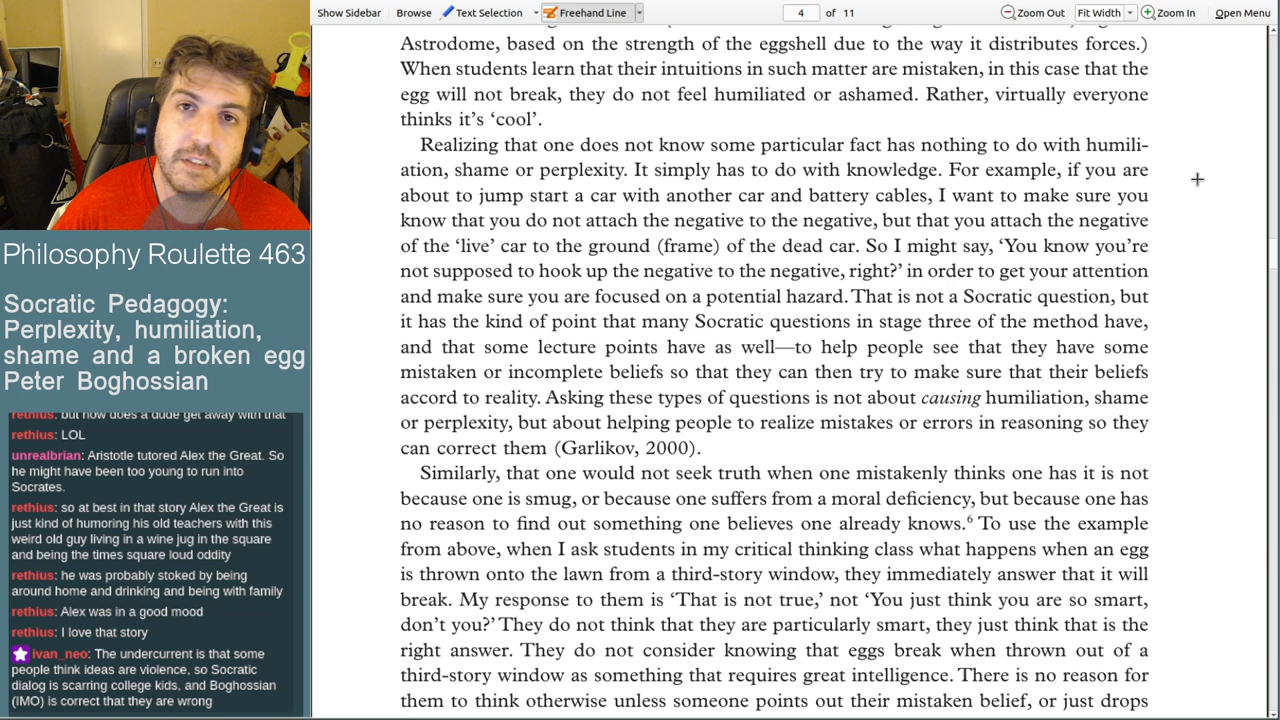 Show Sidebar Browse Text Selection Freehand Line 4 of 11 Zoom Out Fit Width Zoom In Open Menu
Astrodome, based on the strength of the eggshell due to the way it distributes forces.)
When students learn that their intuitions in such matter are mistaken, in this case that the
egg will not break, they do not feel humiliated or ashamed. Rather, virtually everyone
thinks it's 'cool'.
Realizing that one does not know some particular fact has nothing to do with humili-
ation, shame or perplexity. It simply has to do with knowledge. For example, if you are
about to jump start a car with another car and battery cables, I want to make sure you
know that you do not attach the negative to the negative, but that you attach the negative
of the 'live' car to the ground (frame) of the dead car. So I might say, 'You know you're
not supposed to hook up the negative to the negative, right?' in order to get your attention
and make sure you are focused on a potential hazard. That is not a Socratic question, but
it has the kind of point that many Socratic questions in stage three of the method have,
and that some lecture points have as well—to help people see that they have some
mistaken or incomplete beliefs so that they can then try to make sure that their beliefs
accord to reality. Asking these types of questions is not about causing humiliation, shame
or perplexity, but about helping people to realize mistakes or errors in reasoning so they
can correct them (Garlikov, 2000).
Similarly, that one would not seek truth when one mistakenly thinks one has it is not
because one is smug, or because one suffers from a moral deficiency, but because one has
no reason to find out something one believes one already knows.6 To use the example
from above, when I ask students in my critical thinking class what happens when an egg
is thrown onto the lawn from a third-story window, they immediately answer that it will
break. My response to them is 'That is not true,' not 'You just think you are so smart,
don't you?' They do not think that they are particularly smart, they just think that is the
right answer. They do not consider knowing that eggs break when thrown out of a
third-story window as something that requires great intelligence. There is no reason for
them to think otherwise unless someone points out their mistaken belief, or just drops
Philosophy Roulette 463
Socratic Pedagogy:
Perplexity, humiliation,
shame and a broken egg
Peter Boghossian
rethius: but how does a dude get away with that
rethius: LOL
unrealbrian: Aristotle tutored Alex the Great. So
he might have been too young to run into
Socrates.
rethius: so at best in that story Alex the Great is
just kind of humoring his old teachers with this
weird old guy living in a wine jug in the square
and being the times square loud oddity
rethius: he was probably stoked by being
around home and drinking and being with family
rethius: Alex was in a good mood
rethius: I love that story
ivan_neo: The undercurrent is that some
people think ideas are violence, so Socratic
dialog is scarring college kids, and Boghossian
(IMO) is correct that they are wrong